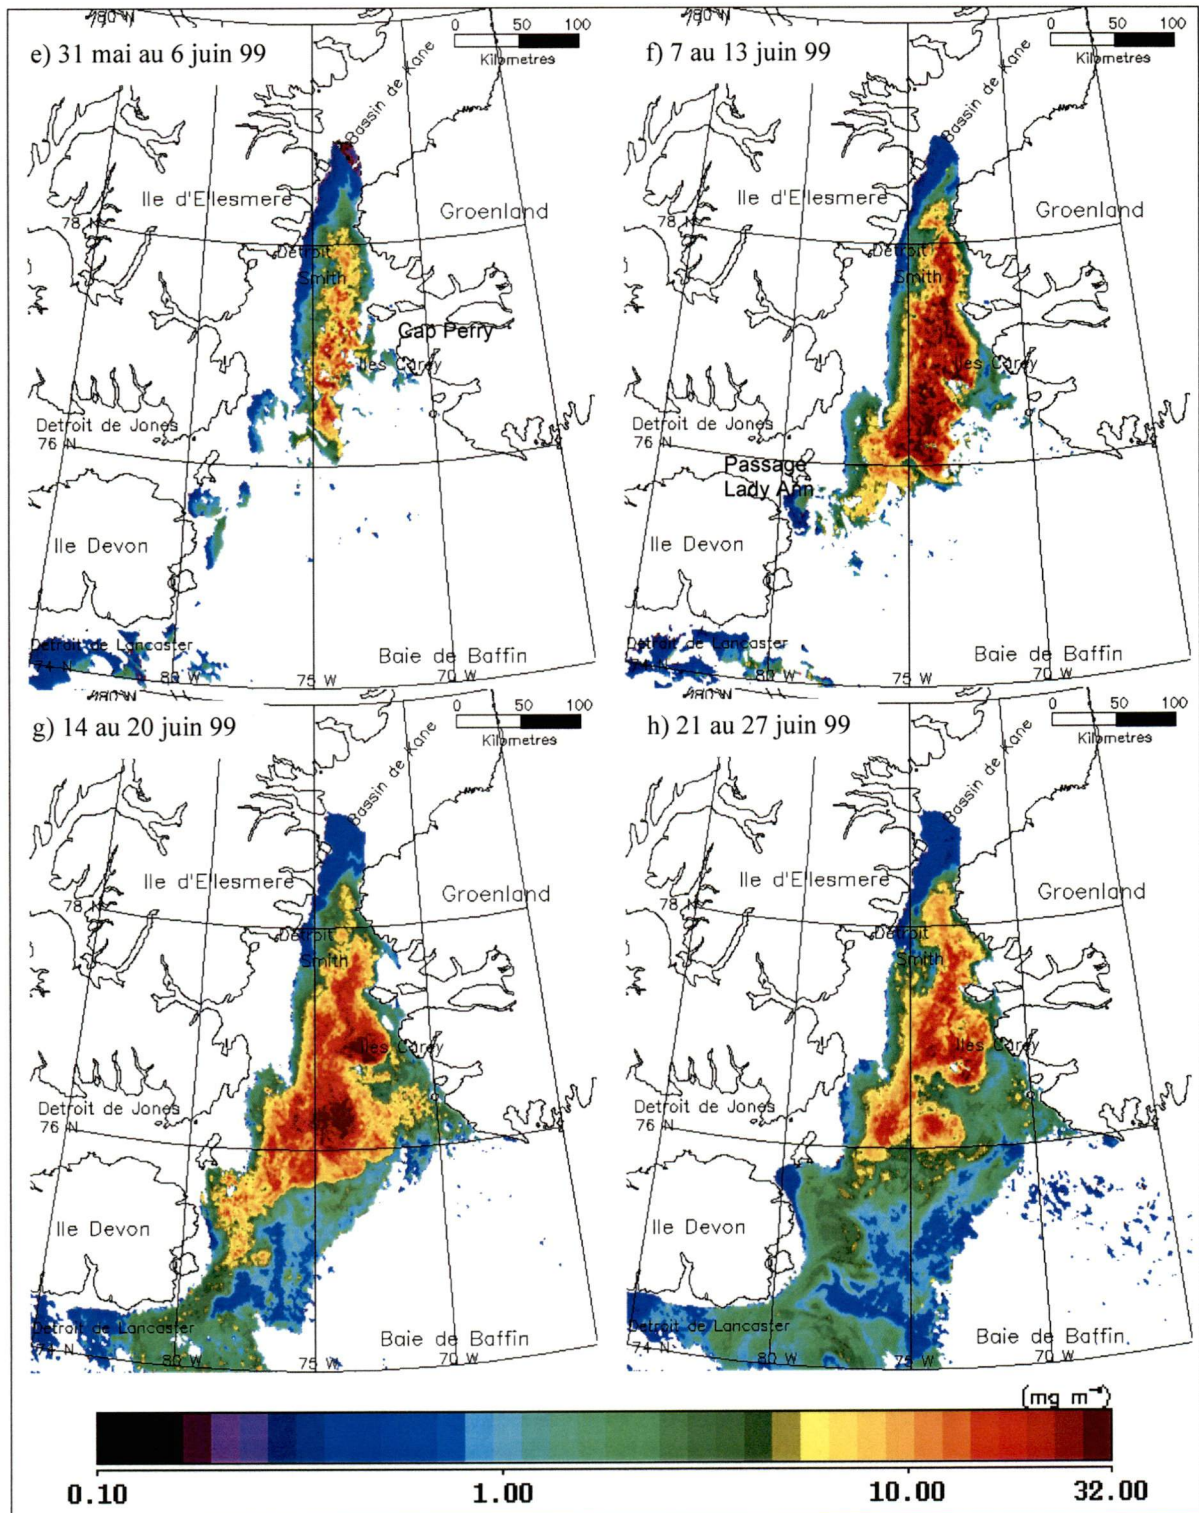 e) 31 mai au 6 juin 99
0 50 100
Kilometres
Bassin de Kane
Ile d'Ellesmere
Groenland
78 N
Detroit
Smith
Cap Perry
Iles Carey
Detroit de Jones
76 N
Ile Devon
Detroit de Lancaster
74 N
80 W
75 W
70 W
Baie de Baffin
f) 7 au 13 juin 99
0 50 100
Kilometres
Bassin de Kane
Ile d'Ellesmere
Groenland
78 N
Detroit
Smith
Iles Carey
Detroit de Jones
76 N
Passage
Lady Ann
Ile Devon
Detroit de Lancaster
74 N
80 W
75 W
70 W
Baie de Baffin
g) 14 au 20 juin 99
0 50 100
Kilometres
Bassin de Kane
Ile d'Ellesmere
Groenland
78 N
Detroit
Smith
Iles Carey
Detroit de Jones
76 N
Ile Devon
Detroit de Lancaster
74 N
80 W
75 W
70 W
Baie de Baffin
h) 21 au 27 juin 99
0 50 100
Kilometres
Bassin de Kane
Ile d'Ellesmere
Groenland
78 N
Detroit
Smith
Iles Carey
Detroit de Jones
76 N
Ile Devon
Detroit de Lancaster
74 N
80 W
75 W
70 W
Baie de Baffin
(mg m⁻³)
0.10 1.00 10.00 32.00